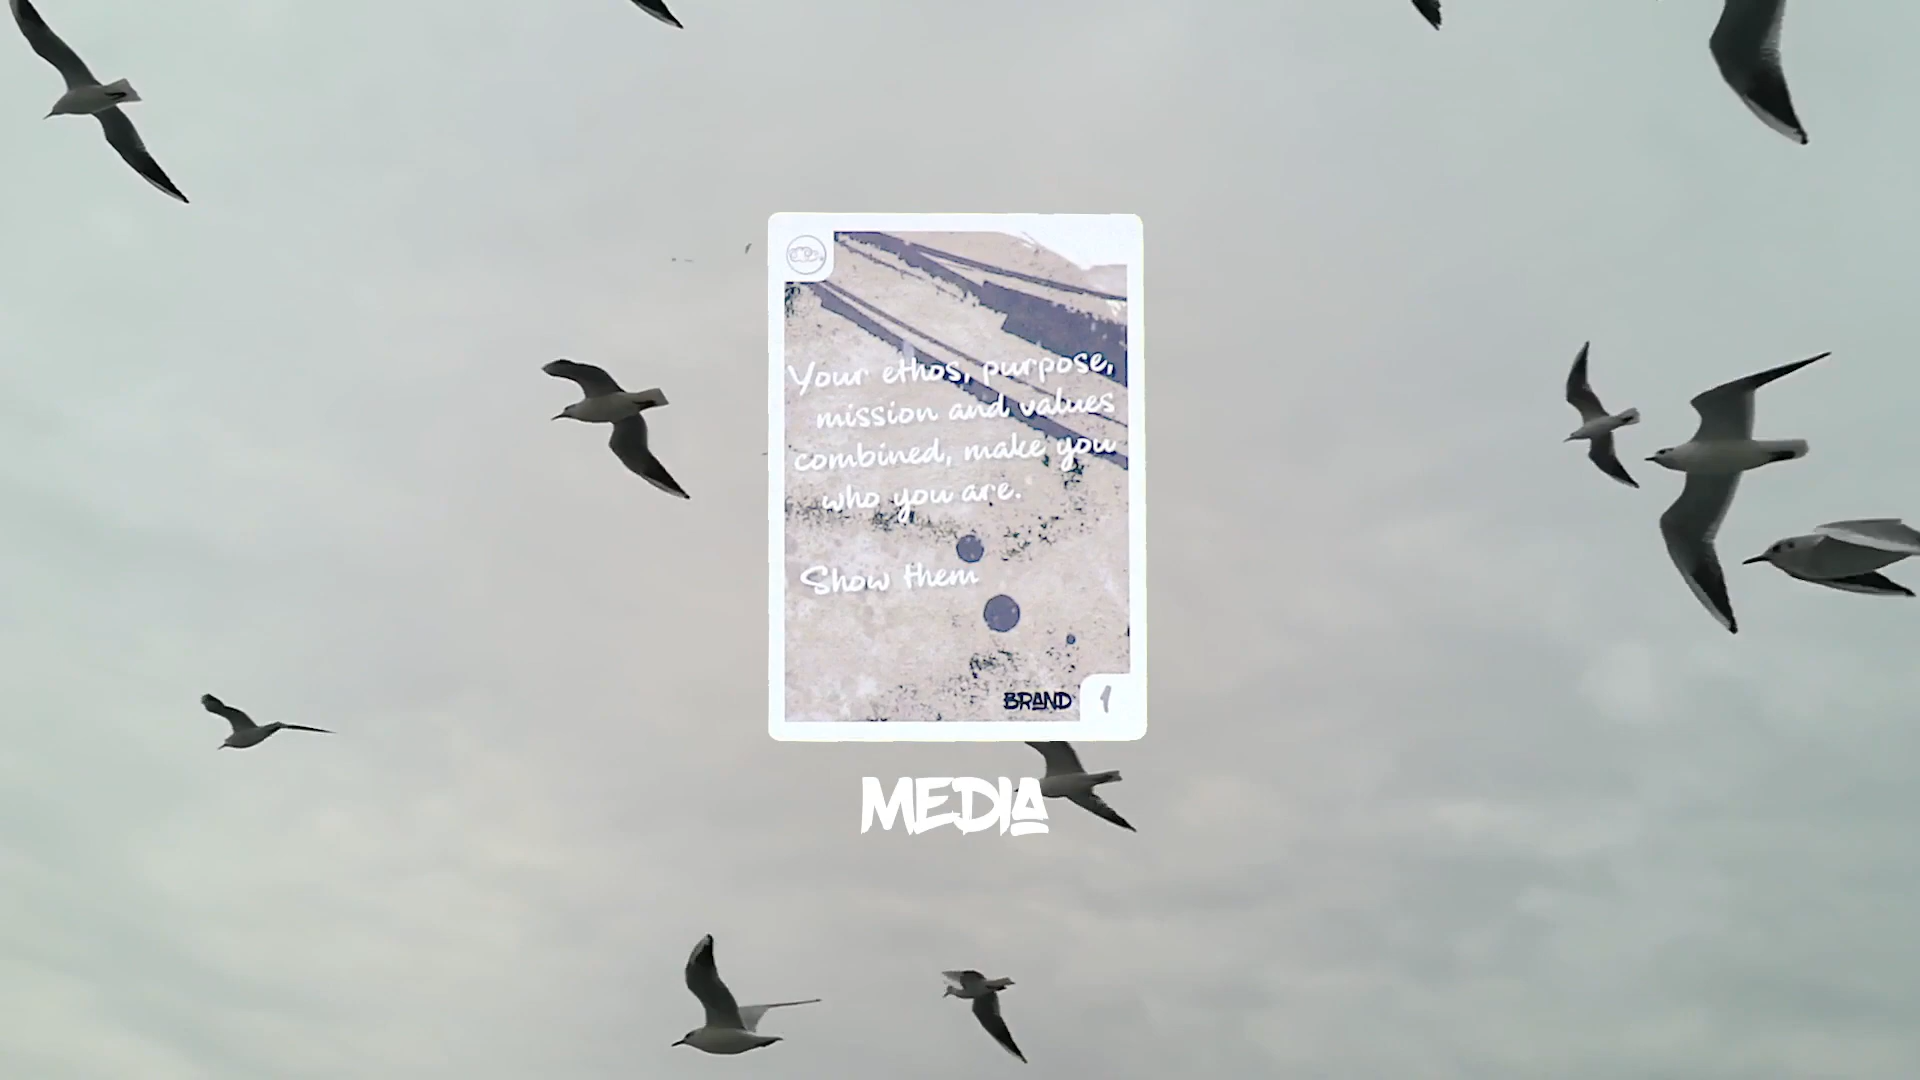 Your ethos, purpose,
mission and values
combined, make you
who you are.
Show them
BRAND
1
MEDIA